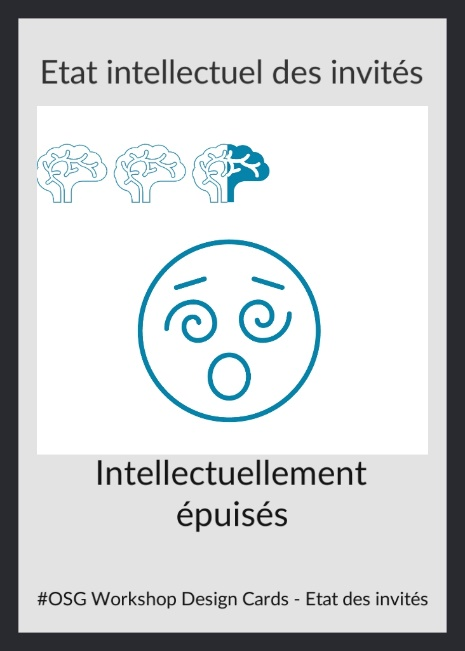 Etat intellectuel des invités
Intellectuellement
épuisés
#OSG Workshop Design Cards - Etat des invités